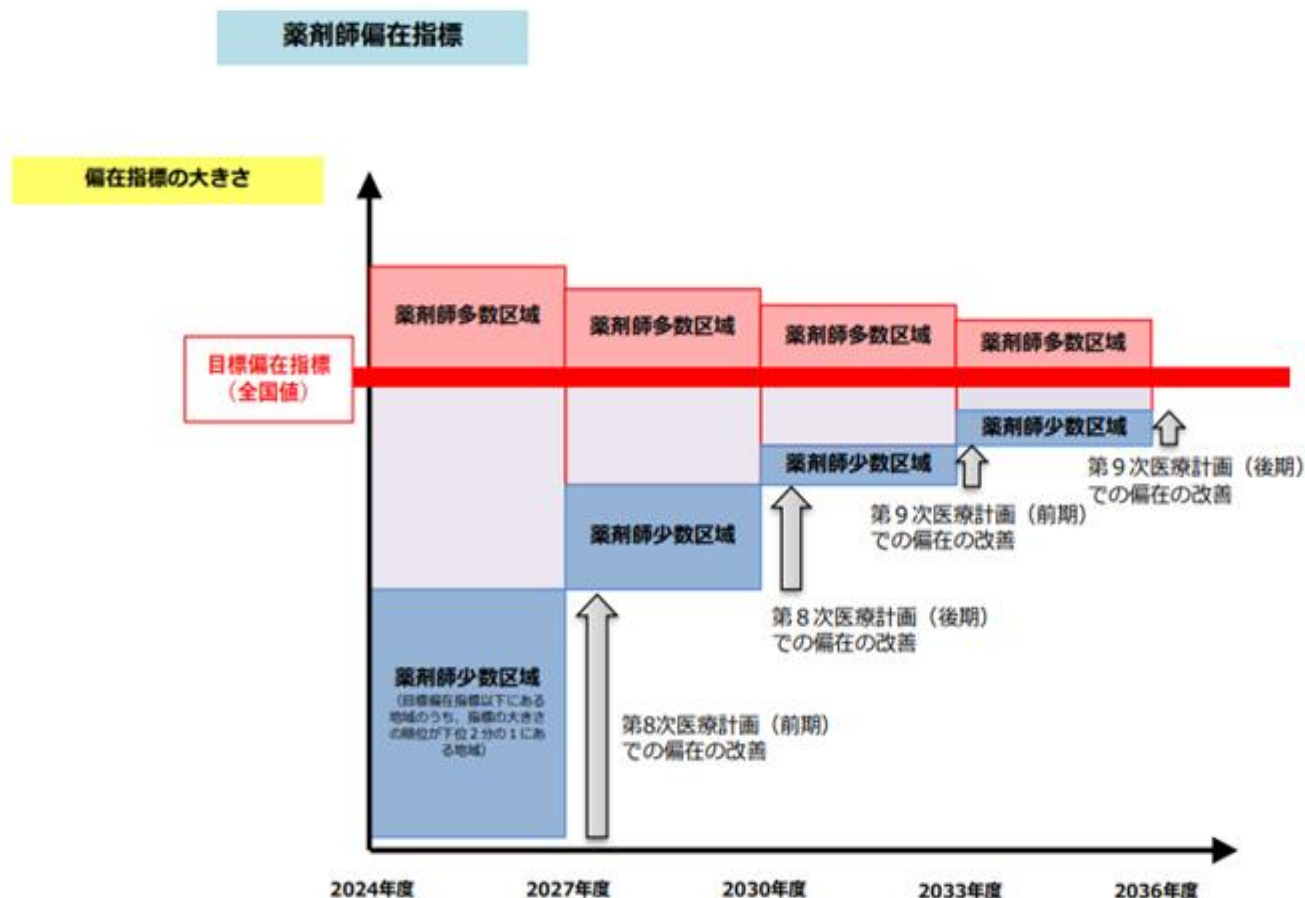 薬剤師偏在指標
偏在指標の大きさ
薬剤師多数区域
薬剤師多数区域
薬剤師多数区域
薬剤師多数区域
目標偏在指標
（全国値）
薬剤師少数区域
薬剤師少数区域
第９次医療計画（後期）
での偏在の改善
第９次医療計画（前期）
での偏在の改善
薬剤師少数区域
第８次医療計画（後期）
での偏在の改善
薬剤師少数区域
（目標偏在指標以下にある
地域のうち、指標の大きさ
の順位が下位２分の１にあ
る地域）
第8次医療計画（前期）
での偏在の改善
2024年度
2027年度
2030年度
2033年度
2036年度